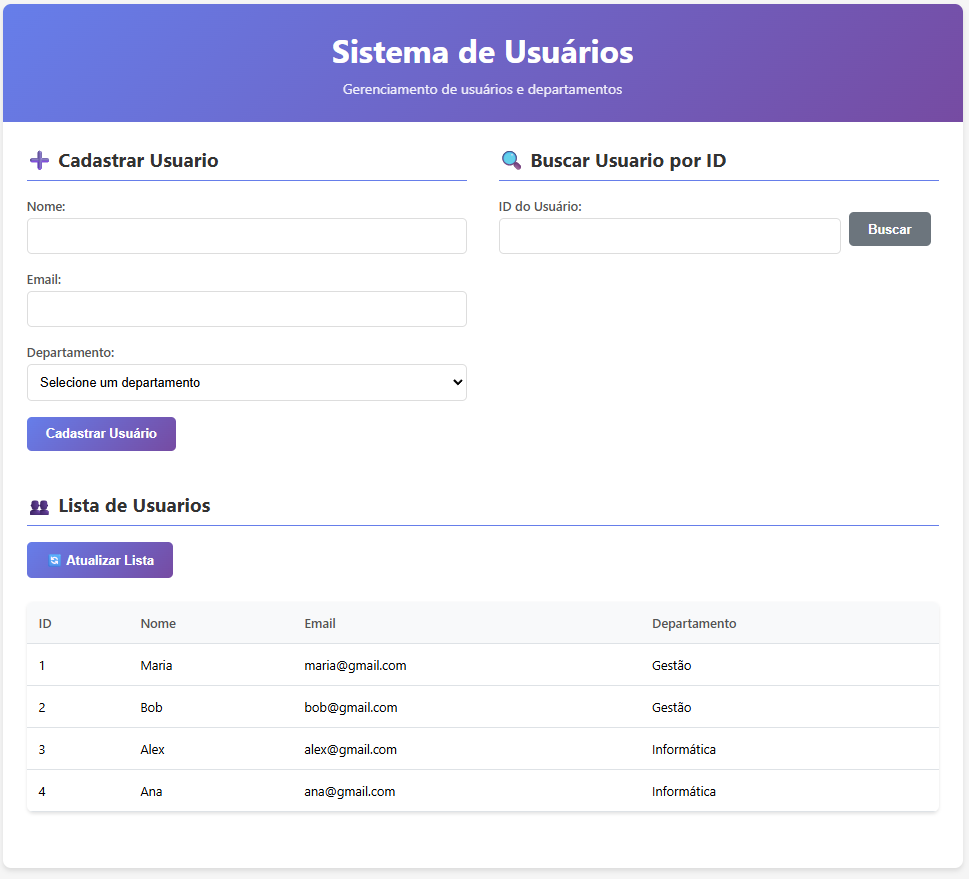 Sistema de Usuários
Gerenciamento de usuários e departamentos
Cadastrar Usuario
Nome:
Email:
Departamento:
Selecione um departamento
Cadastrar Usuário
Buscar Usuario por ID
ID do Usuário:
Buscar
Lista de Usuarios
Atualizar Lista
ID Nome Email Departamento
1 Maria maria@gmail.com Gestão
2 Bob bob@gmail.com Gestão
3 Alex alex@gmail.com Informática
4 Ana ana@gmail.com Informática